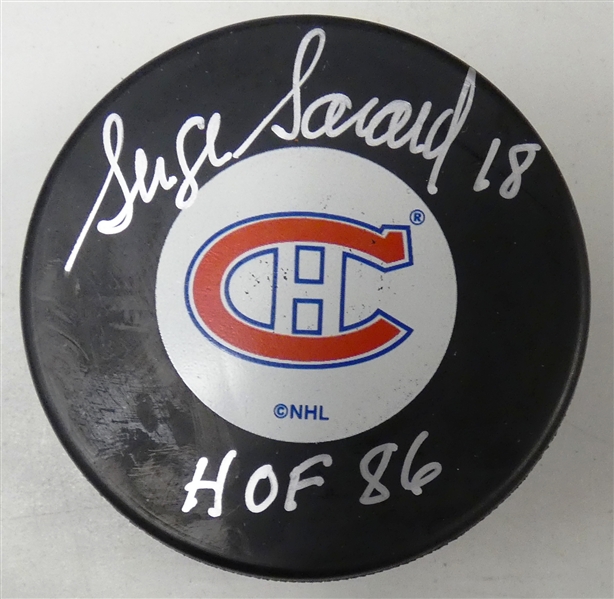 Serge Savard 18
CH
®
©NHL
HOF 86